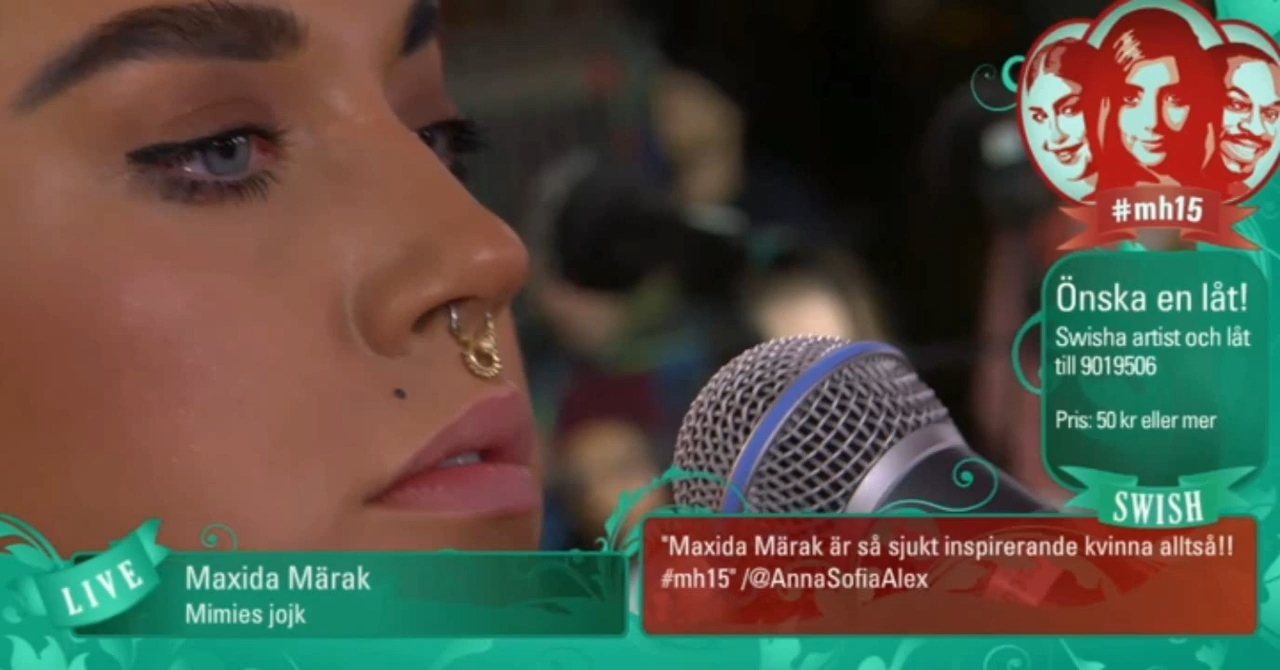 #mh15
Önska en låt!
Swisha artist och låt
till 9019506
Pris: 50 kr eller mer
SWISH
LIVE
Maxida Märak
Mimies jojk
"Maxida Märak är så sjukt inspirerande kvinna alltså!!
#mh15" /@AnnaSofiaAlex